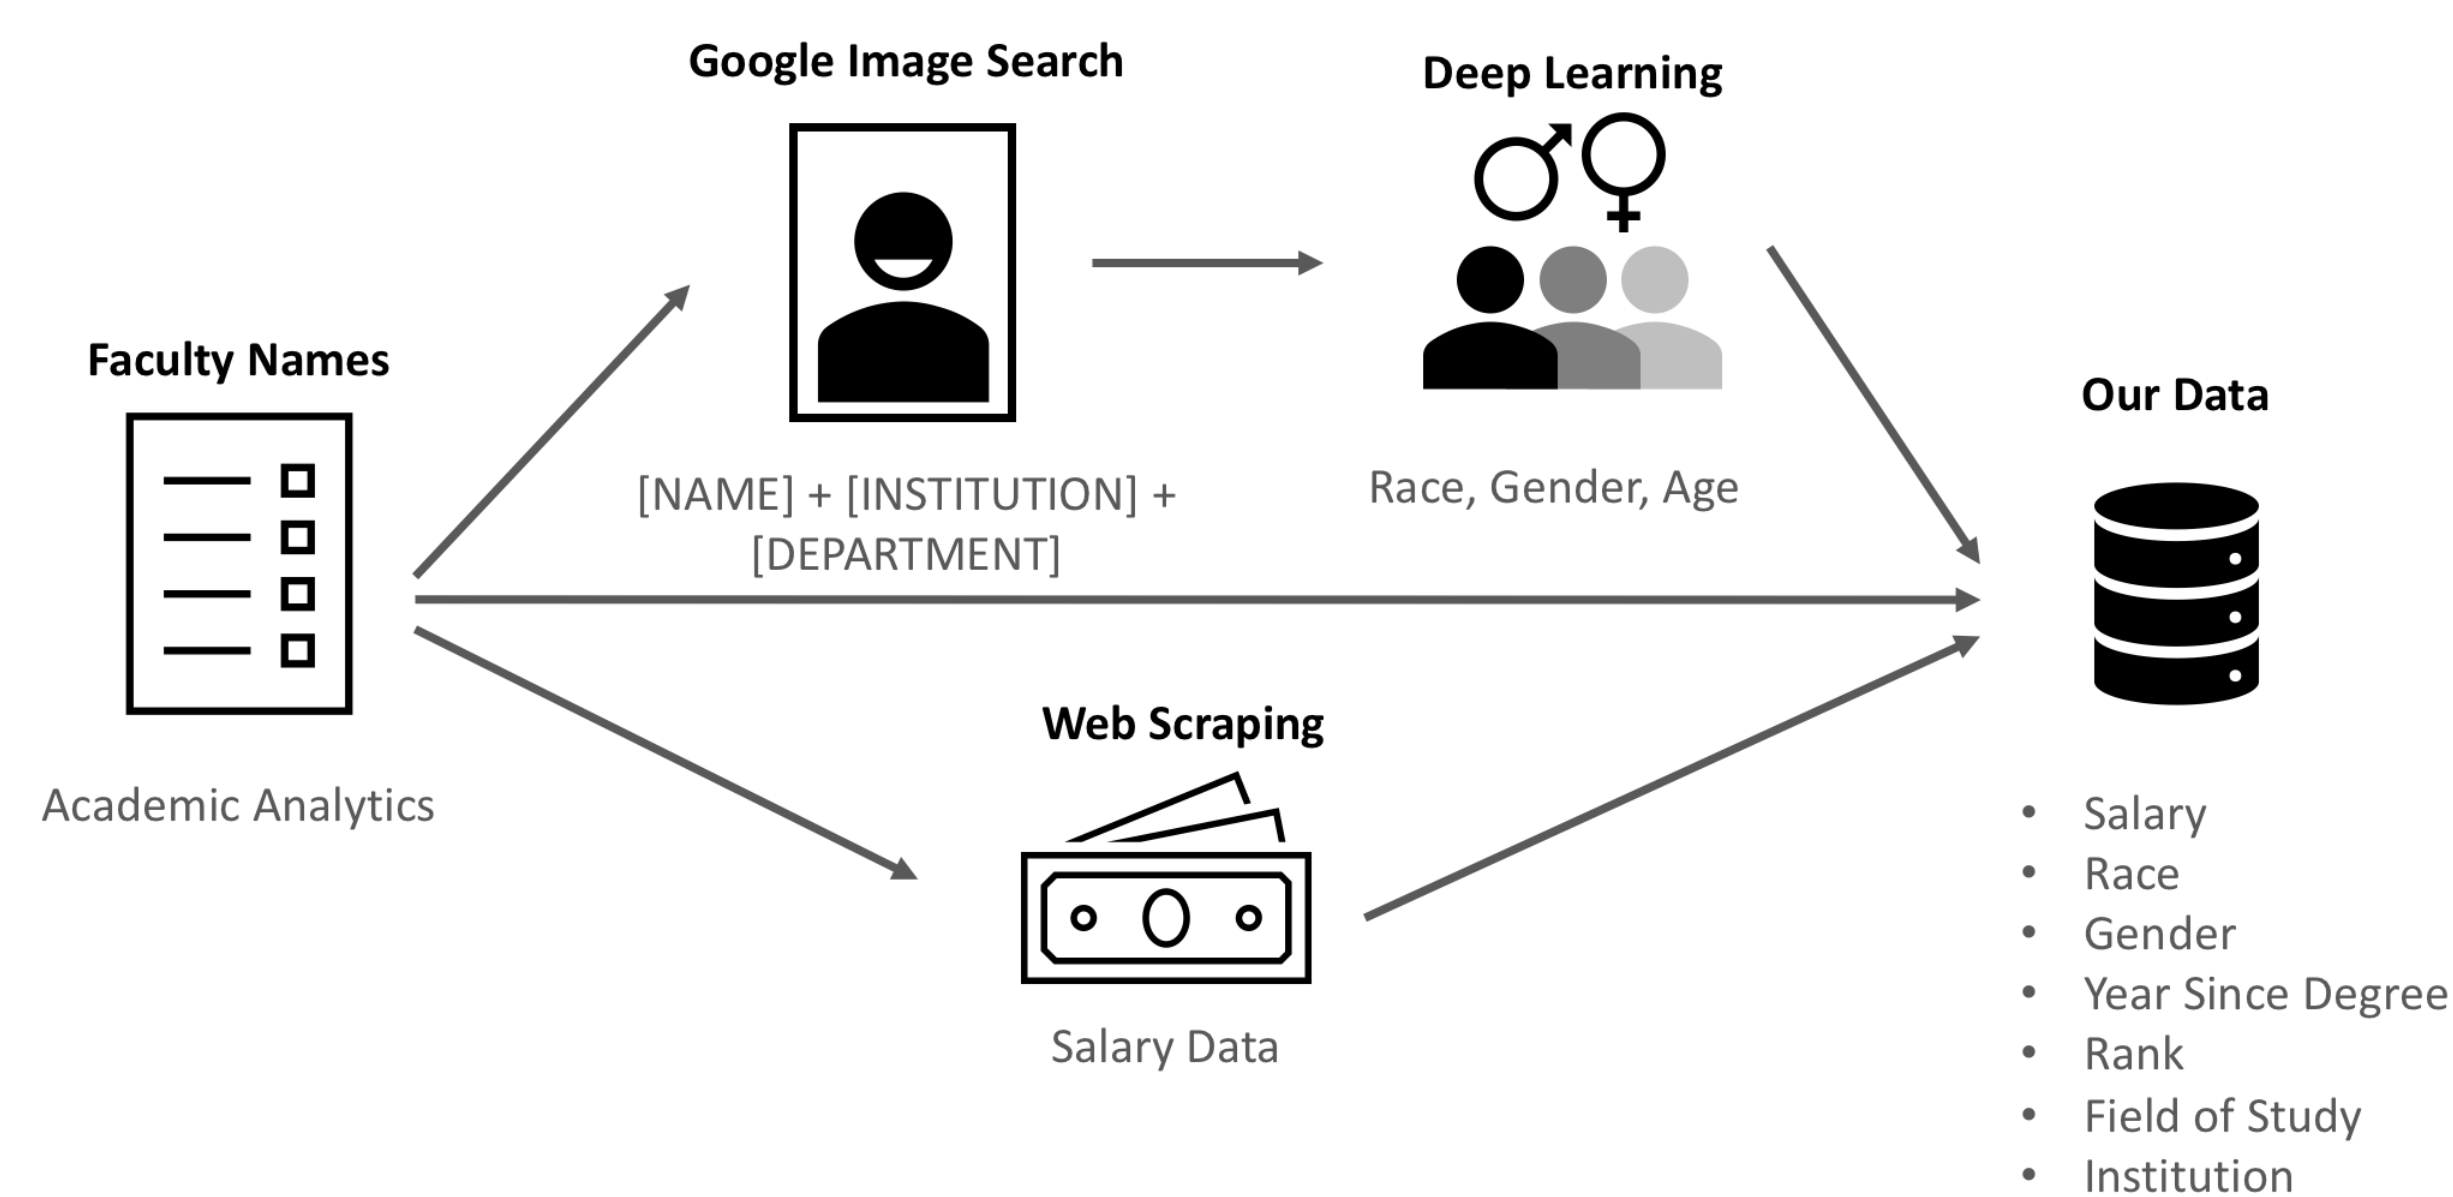 Google Image Search
Deep Learning
Faculty Names
Our Data
[NAME] + [INSTITUTION] +
[DEPARTMENT]
Race, Gender, Age
Web Scraping
Academic Analytics
Salary Data
• Salary
• Race
• Gender
• Year Since Degree
• Rank
• Field of Study
• Institution